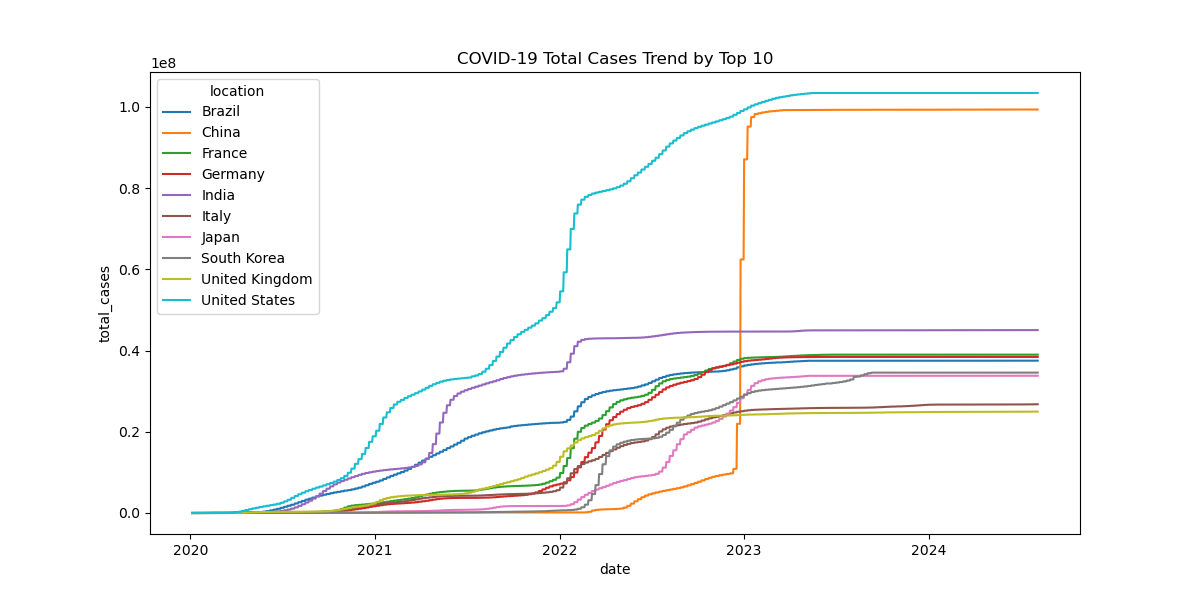 COVID-19 Total Cases Trend by Top 10
1e8
location
Brazil
China
France
Germany
India
Italy
Japan
South Korea
United Kingdom
United States
total_cases
1.0
0.8
0.6
0.4
0.2
0.0
2020 2021 2022 2023 2024
date